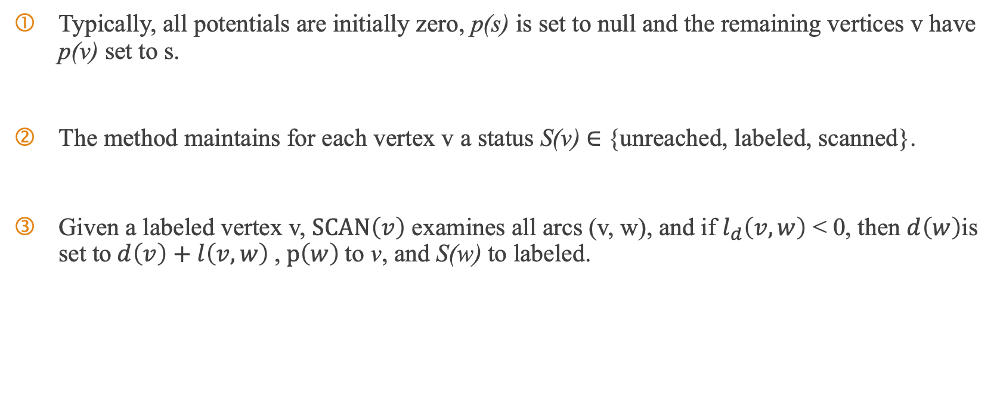 ① Typically, all potentials are initially zero, p(s) is set to null and the remaining vertices v have
p(v) set to s.
② The method maintains for each vertex v a status S(v) ∈ {unreached, labeled, scanned}.
③ Given a labeled vertex v, SCAN(v) examines all arcs (v, w), and if l_d(v, w) < 0, then d(w)is
set to d(v) + l(v, w) , p(w) to v, and S(w) to labeled.